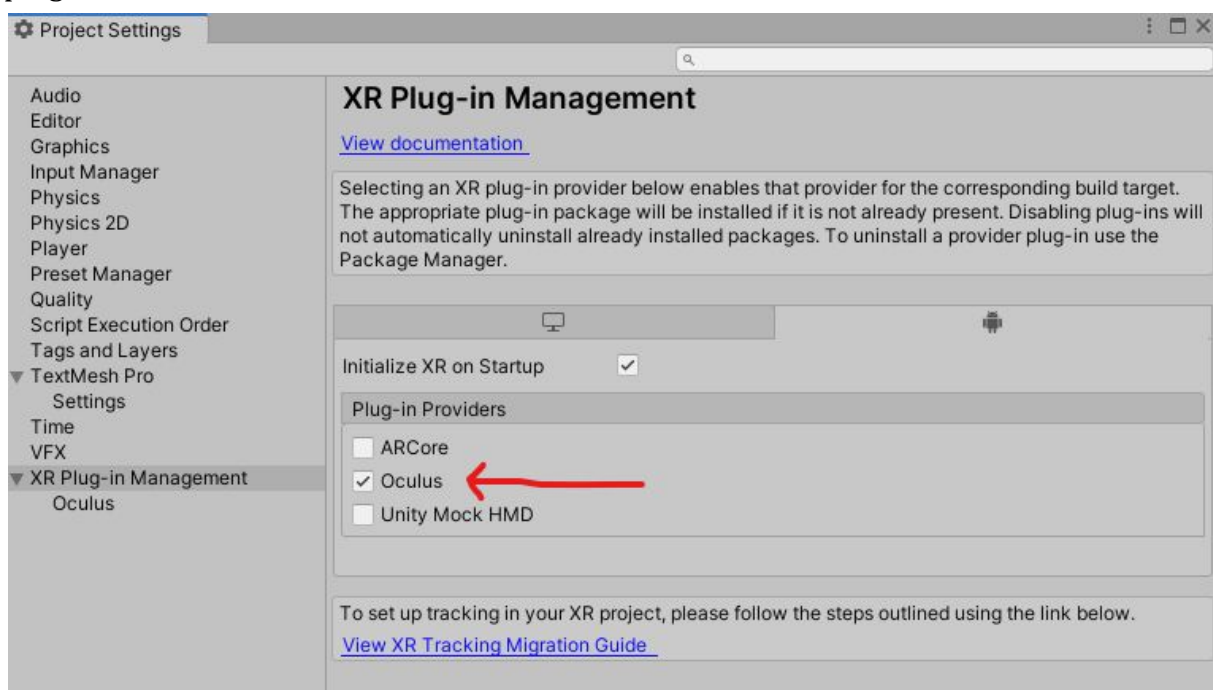 Project Settings
Audio
Editor
Graphics
Input Manager
Physics
Physics 2D
Player
Preset Manager
Quality
Script Execution Order
Tags and Layers
TextMesh Pro
Settings
Time
VFX
XR Plug-in Management
Oculus
XR Plug-in Management
View documentation
Selecting an XR plug-in provider below enables that provider for the corresponding build target.
The appropriate plug-in package will be installed if it is not already present. Disabling plug-ins will
not automatically uninstall already installed packages. To uninstall a provider plug-in use the
Package Manager.
Initialize XR on Startup
Plug-in Providers
ARCore
Oculus
Unity Mock HMD
To set up tracking in your XR project, please follow the steps outlined using the link below.
View XR Tracking Migration Guide